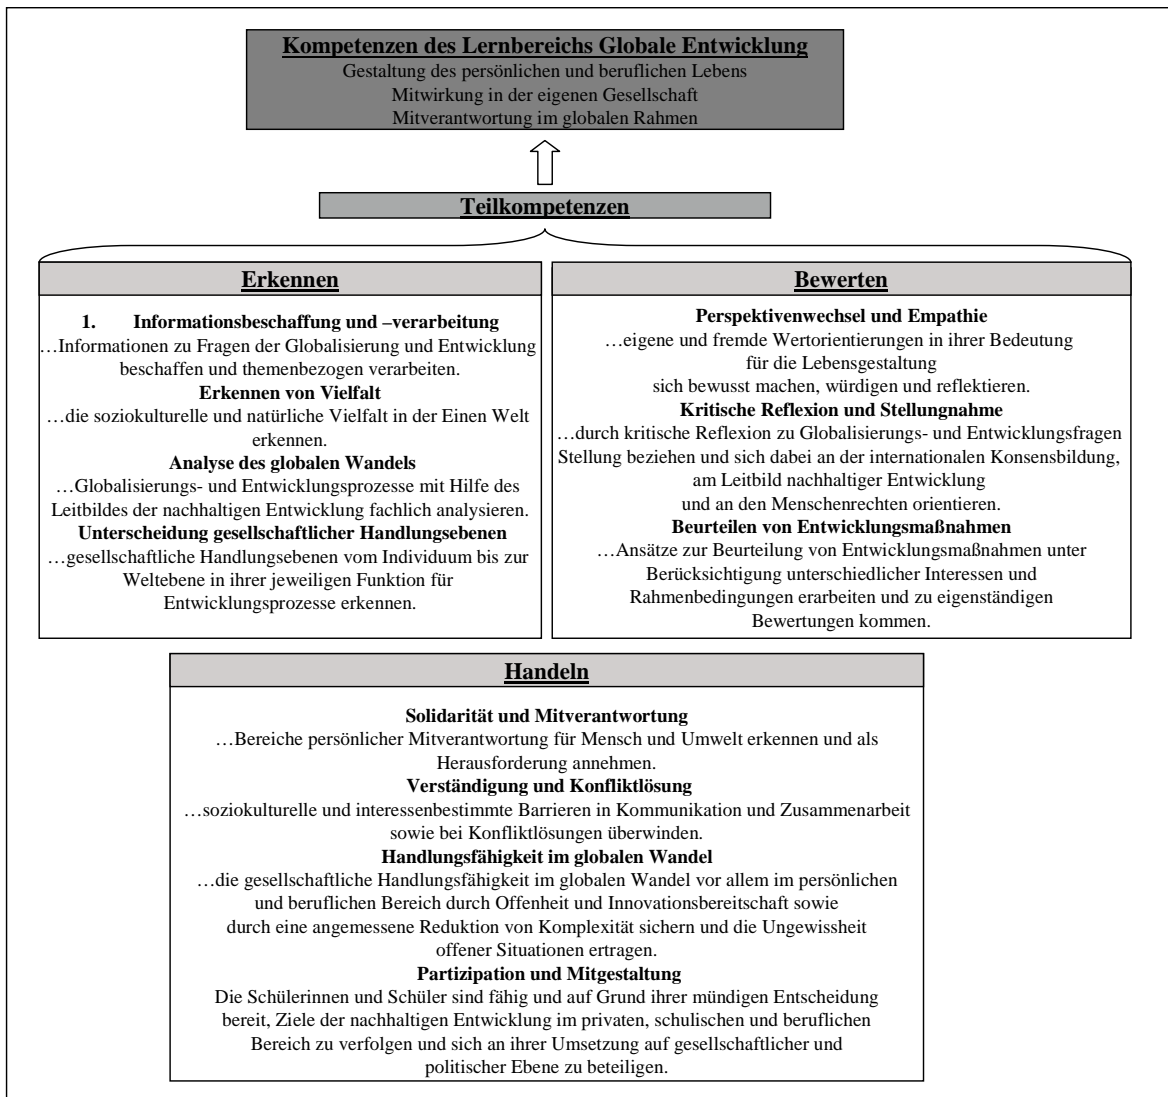 Kompetenzen des Lernbereichs Globale Entwicklung
Gestaltung des persönlichen und beruflichen Lebens
Mitwirkung in der eigenen Gesellschaft
Mitverantwortung im globalen Rahmen
Teilkompetenzen
Erkennen
1. Informationsbeschaffung und –verarbeitung
…Informationen zu Fragen der Globalisierung und Entwicklung
beschaffen und themenbezogen verarbeiten.
Erkennen von Vielfalt
…die soziokulturelle und natürliche Vielfalt in der Einen Welt
erkennen.
Analyse des globalen Wandels
…Globalisierungs- und Entwicklungsprozesse mit Hilfe des
Leitbildes der nachhaltigen Entwicklung fachlich analysieren.
Unterscheidung gesellschaftlicher Handlungsebenen
…gesellschaftliche Handlungsebenen vom Individuum bis zur
Weltebene in ihrer jeweiligen Funktion für
Entwicklungsprozesse erkennen.
Bewerten
Perspektivenwechsel und Empathie
…eigene und fremde Wertorientierungen in ihrer Bedeutung
für die Lebensgestaltung
sich bewusst machen, würdigen und reflektieren.
Kritische Reflexion und Stellungnahme
…durch kritische Reflexion zu Globalisierungs- und Entwicklungsfragen
Stellung beziehen und sich dabei an der internationalen Konsensbildung,
am Leitbild nachhaltiger Entwicklung
und an den Menschenrechten orientieren.
Beurteilen von Entwicklungsmaßnahmen
…Ansätze zur Beurteilung von Entwicklungsmaßnahmen unter
Berücksichtigung unterschiedlicher Interessen und
Rahmenbedingungen erarbeiten und zu eigenständigen
Bewertungen kommen.
Handeln
Solidarität und Mitverantwortung
…Bereiche persönlicher Mitverantwortung für Mensch und Umwelt erkennen und als
Herausforderung annehmen.
Verständigung und Konfliktlösung
…soziokulturelle und interessenbestimmte Barrieren in Kommunikation und Zusammenarbeit
sowie bei Konfliktlösungen überwinden.
Handlungsfähigkeit im globalen Wandel
…die gesellschaftliche Handlungsfähigkeit im globalen Wandel vor allem im persönlichen
und beruflichen Bereich durch Offenheit und Innovationsbereitschaft sowie
durch eine angemessene Reduktion von Komplexität sichern und die Ungewissheit
offener Situationen ertragen.
Partizipation und Mitgestaltung
Die Schülerinnen und Schüler sind fähig und auf Grund ihrer mündigen Entscheidung
bereit, Ziele der nachhaltigen Entwicklung im privaten, schulischen und beruflichen
Bereich zu verfolgen und sich an ihrer Umsetzung auf gesellschaftlicher und
politischer Ebene zu beteiligen.